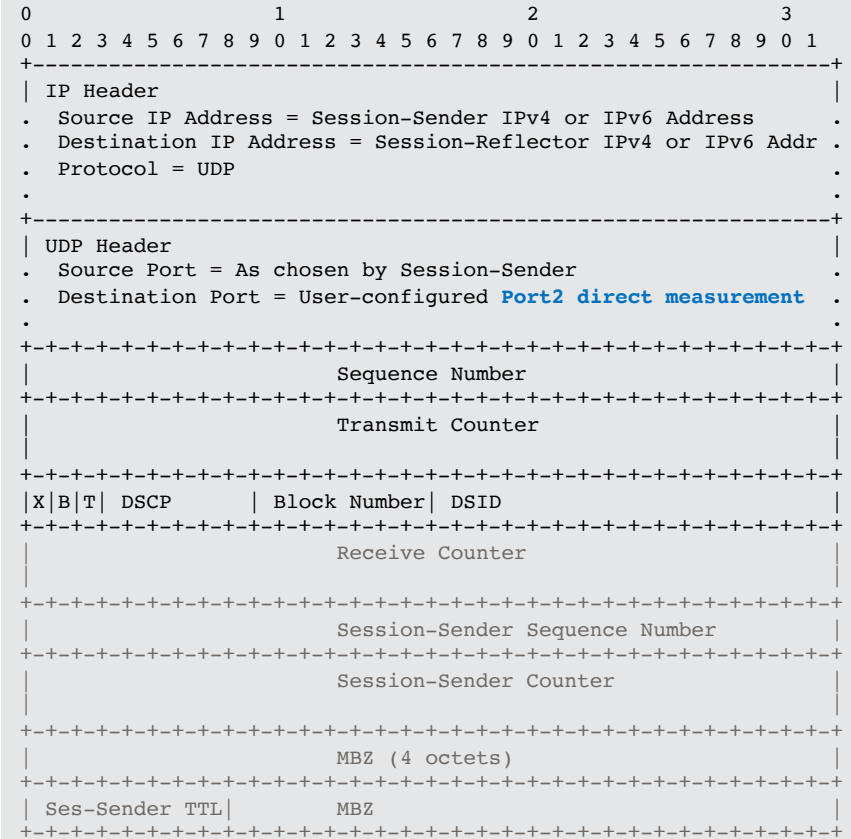 0                   1                   2                   3
0 1 2 3 4 5 6 7 8 9 0 1 2 3 4 5 6 7 8 9 0 1 2 3 4 5 6 7 8 9 0 1
+---------------------------------------------------------------+
| IP Header                                                     |
.  Source IP Address = Session-Sender IPv4 or IPv6 Address      .
.  Destination IP Address = Session-Reflector IPv4 or IPv6 Addr .
.  Protocol = UDP                                               .
.                                                               .
+---------------------------------------------------------------+
| UDP Header                                                    |
.  Source Port = As chosen by Session-Sender                    .
.  Destination Port = User-configured Port2 direct measurement  .
.                                                               .
+-+-+-+-+-+-+-+-+-+-+-+-+-+-+-+-+-+-+-+-+-+-+-+-+-+-+-+-+-+-+-+-+
|                        Sequence Number                        |
+-+-+-+-+-+-+-+-+-+-+-+-+-+-+-+-+-+-+-+-+-+-+-+-+-+-+-+-+-+-+-+-+
|                        Transmit Counter                       |
|                                                               |
+-+-+-+-+-+-+-+-+-+-+-+-+-+-+-+-+-+-+-+-+-+-+-+-+-+-+-+-+-+-+-+-+
|X|B|T| DSCP      | Block Number| DSID                          |
+-+-+-+-+-+-+-+-+-+-+-+-+-+-+-+-+-+-+-+-+-+-+-+-+-+-+-+-+-+-+-+-+
|                        Receive Counter                        |
|                                                               |
+-+-+-+-+-+-+-+-+-+-+-+-+-+-+-+-+-+-+-+-+-+-+-+-+-+-+-+-+-+-+-+-+
|                        Session-Sender Sequence Number         |
+-+-+-+-+-+-+-+-+-+-+-+-+-+-+-+-+-+-+-+-+-+-+-+-+-+-+-+-+-+-+-+-+
|                        Session-Sender Counter                 |
|                                                               |
+-+-+-+-+-+-+-+-+-+-+-+-+-+-+-+-+-+-+-+-+-+-+-+-+-+-+-+-+-+-+-+-+
|                        MBZ (4 octets)                         |
+-+-+-+-+-+-+-+-+-+-+-+-+-+-+-+-+-+-+-+-+-+-+-+-+-+-+-+-+-+-+-+-+
| Ses-Sender TTL|        MBZ                                    |
+-+-+-+-+-+-+-+-+-+-+-+-+-+-+-+-+-+-+-+-+-+-+-+-+-+-+-+-+-+-+-+-+